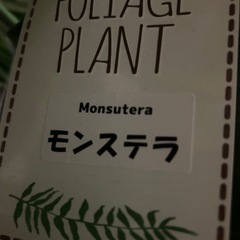 FOLIAGE
PLANT
Monsutera
モンステラ